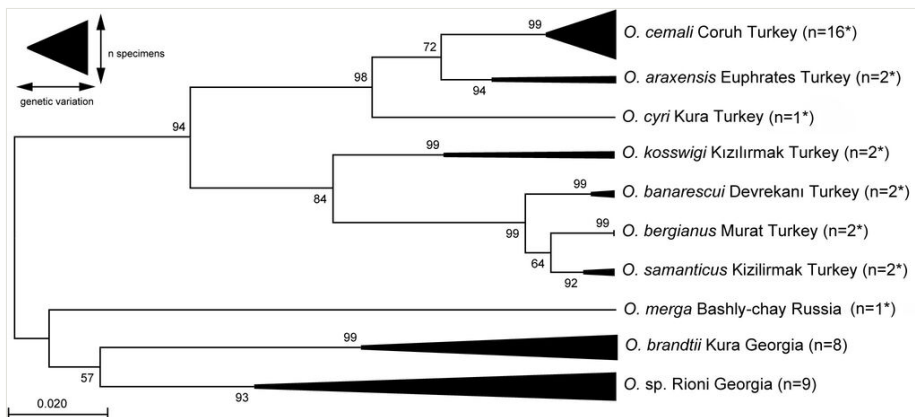 n specimens
genetic variation
99 O. cemali Coruh Turkey (n=16*)
72
94 O. araxensis Euphrates Turkey (n=2*)
98
O. cyri Kura Turkey (n=1*)
94
99 O. kosswigi Kızılırmak Turkey (n=2*)
84
99 O. banarescui Devrekanı Turkey (n=2*)
99
99 O. bergianus Murat Turkey (n=2*)
64
92 O. samanticus Kizilirmak Turkey (n=2*)
O. merga Bashly-chay Russia (n=1*)
99 O. brandtii Kura Georgia (n=8)
57
93 O. sp. Rioni Georgia (n=9)
0.020